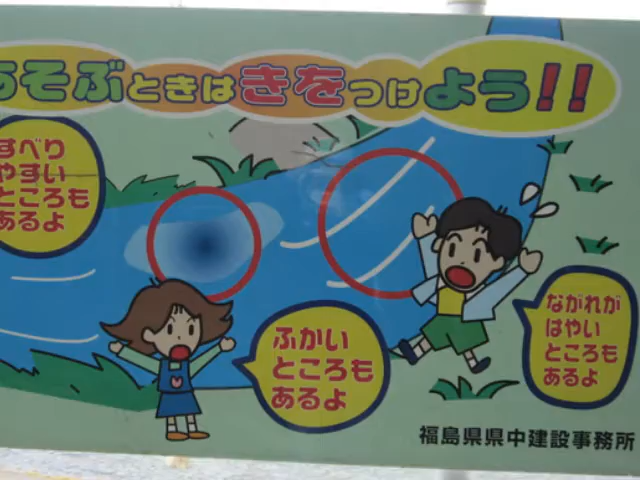 あそぶときはきをつけよう!!
すべり
やすい
ところも
あるよ
ふかい
ところも
あるよ
ながれが
はやい
ところも
あるよ
福島県県中建設事務所